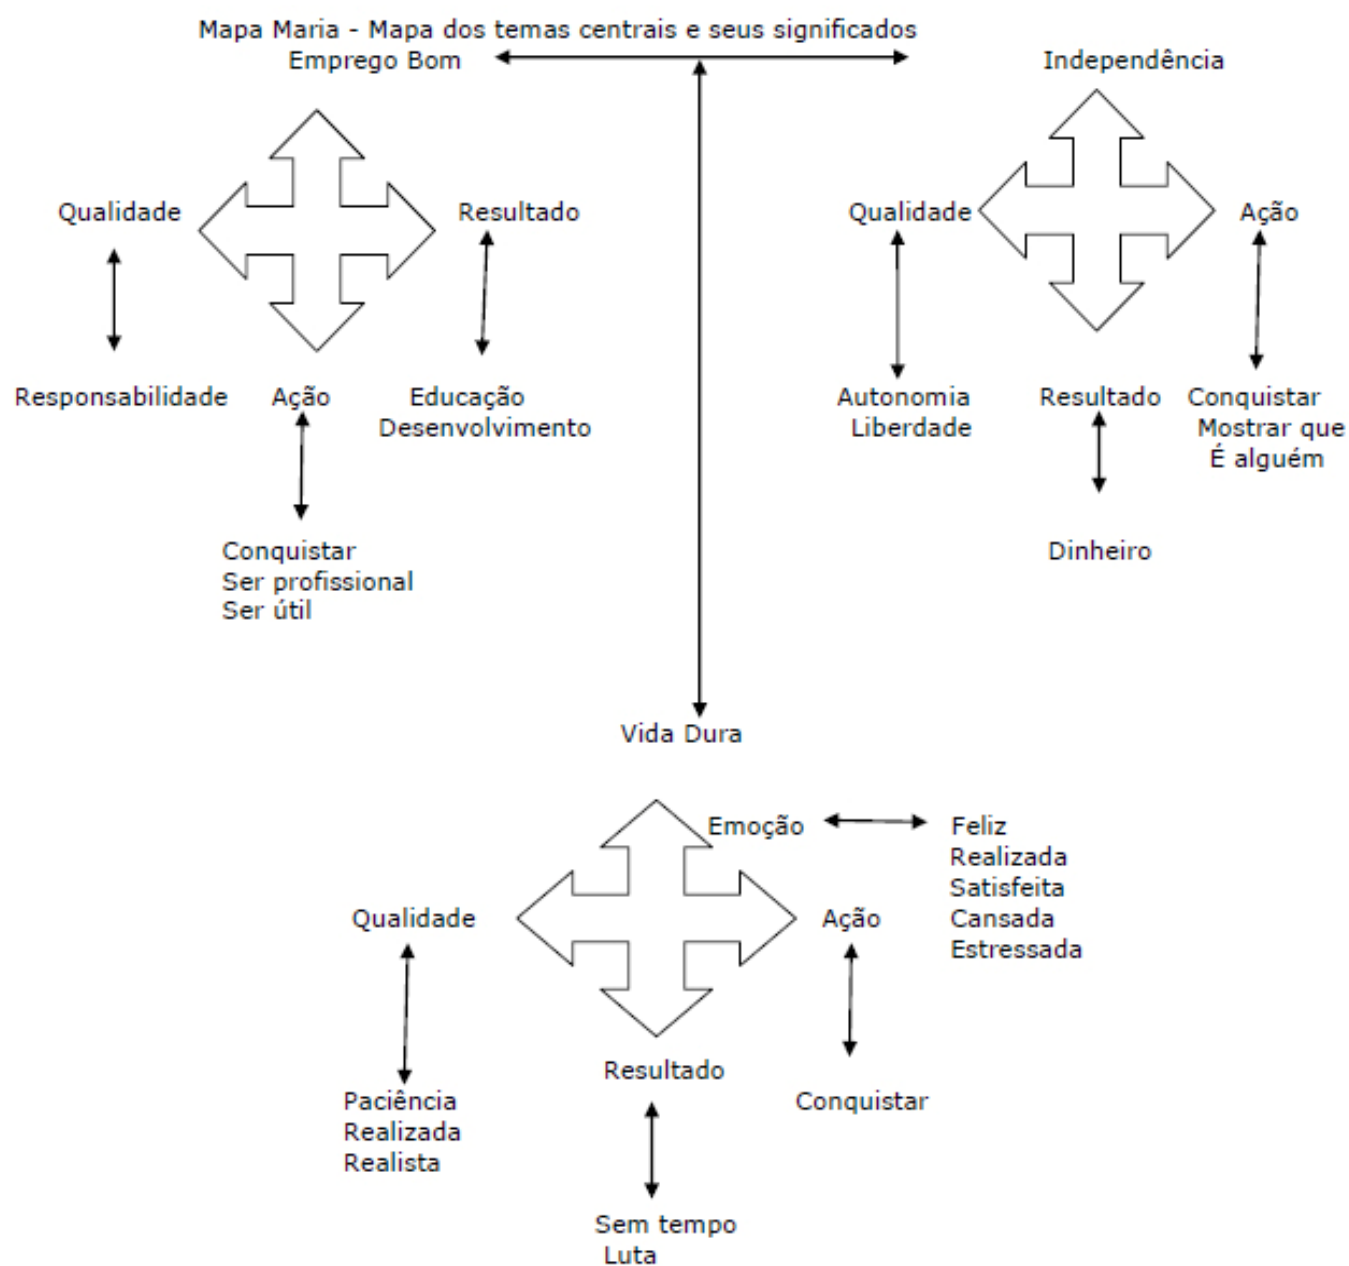 Mapa Maria - Mapa dos temas centrais e seus significados
Emprego Bom
Independência
Qualidade
Resultado
Responsabilidade
Ação
Educação
Desenvolvimento
Conquistar
Ser profissional
Ser útil
Qualidade
Ação
Autonomia
Liberdade
Resultado
Conquistar
Mostrar que
É alguém
Dinheiro
Vida Dura
Emoção
Feliz
Realizada
Satisfeita
Cansada
Estressada
Qualidade
Ação
Resultado
Paciência
Realizada
Realista
Conquistar
Sem tempo
Luta